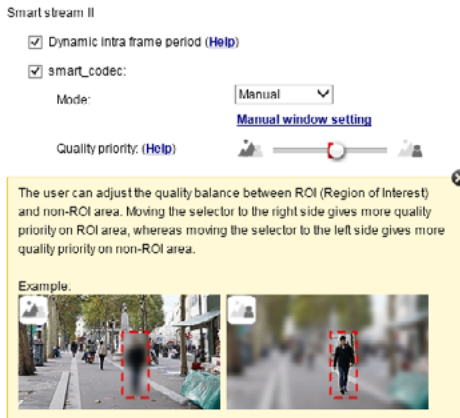 Smart stream II
Dynamic intra frame period (Help)
smart_codec:
Mode: Manual
Manual window setting
Quality priority: (Help)
The user can adjust the quality balance between ROI (Region of Interest)
and non-ROI area. Moving the selector to the right side gives more quality
priority on ROI area, whereas moving the selector to the left side gives more
quality priority on non-ROI area.
Example: